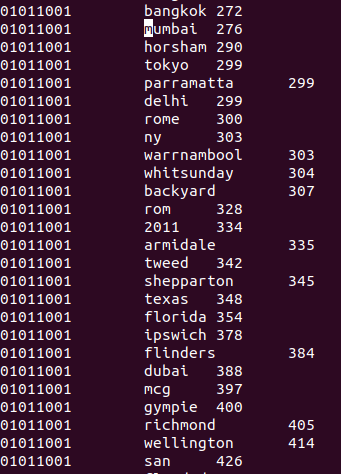 01011001 bangkok 272
01011001 mumbai 276
01011001 horsham 290
01011001 tokyo 299
01011001 parramatta 299
01011001 delhi 299
01011001 rome 300
01011001 ny 303
01011001 warrnambool 303
01011001 whitsunday 304
01011001 backyard 307
01011001 rom 328
01011001 2011 334
01011001 armidale 335
01011001 tweed 342
01011001 shepparton 345
01011001 texas 348
01011001 florida 354
01011001 ipswich 378
01011001 flinders 384
01011001 dubai 388
01011001 mcg 397
01011001 gympie 400
01011001 richmond 405
01011001 wellington 414
01011001 san 426